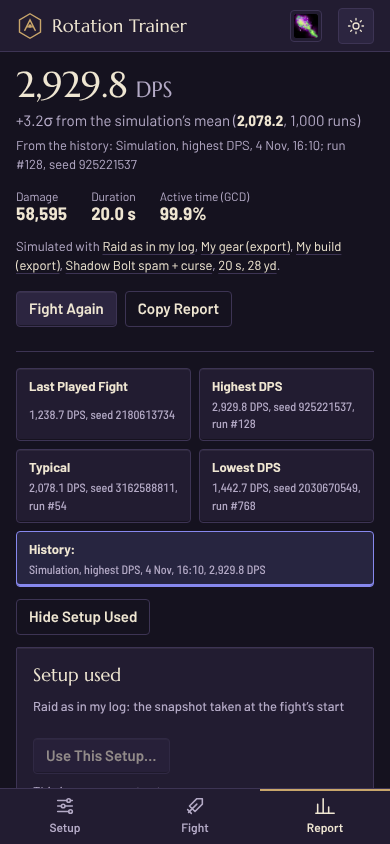 Rotation Trainer
2,929.8 DPS
+3.2σ from the simulation's mean (2,078.2, 1,000 runs)
From the history: Simulation, highest DPS, 4 Nov, 16:10; run
#128, seed 925221537
Damage Duration Active time (GCD)
58,595 20.0 s 99.9%
Simulated with Raid as in my log, My gear (export), My build
(export), Shadow Bolt spam + curse, 20 s, 28 yd.
Fight Again Copy Report
Last Played Fight
1,238.7 DPS, seed 2180613734
Highest DPS
2,929.8 DPS, seed 925221537,
run #128
Typical
2,078.1 DPS, seed 3162588811,
run #54
Lowest DPS
1,442.7 DPS, seed 2030670549,
run #768
History:
Simulation, highest DPS, 4 Nov, 16:10, 2,929.8 DPS
Hide Setup Used
Setup used
Raid as in my log: the snapshot taken at the fight's start
Use This Setup...
Setup Fight Report